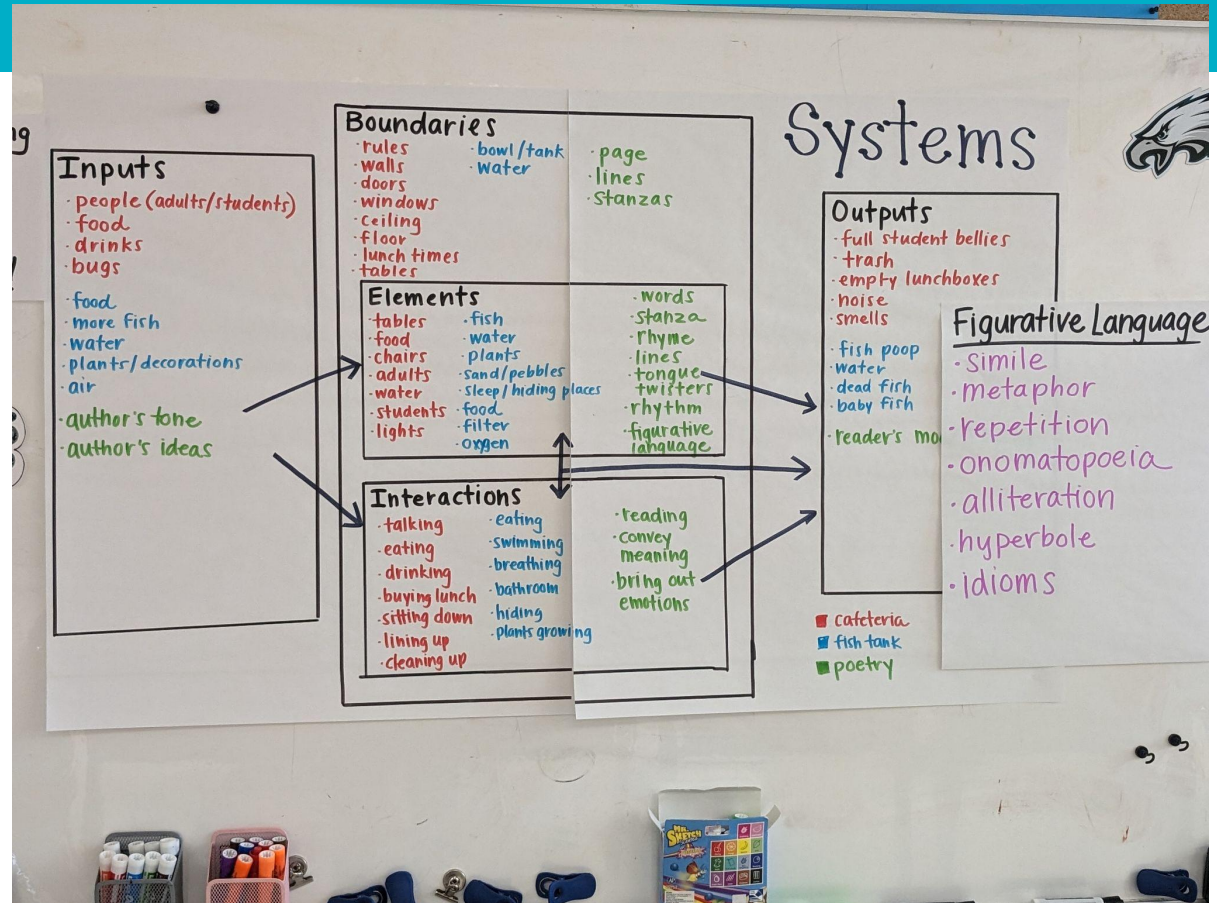 Systems
Inputs
· people (adults/students)
· food
· drinks
· bugs
· food
· more fish
· water
· plants/decorations
· air
· author's tone
· author's ideas
Boundaries
· rules
· walls
· doors
· windows
· ceiling
· floor
· lunch times
· tables
· bowl/tank
· water
· page
· lines
· stanzas
Elements
· tables
· food
· chairs
· adults
· water
· students
· lights
· fish
· water
· plants
· sand/pebbles
· sleep/hiding places
· food
· filter
· oxygen
· words
· stanza
· rhyme
· lines
· tongue
twisters
· rhythm
· figurative
language
Interactions
· talking
· eating
· drinking
· buying lunch
· sitting down
· lining up
· cleaning up
· eating
· swimming
· breathing
· bathroom
· hiding
· plants growing
· reading
· convey
meaning
· bring out
emotions
Outputs
· full student bellies
· trash
· empty lunchboxes
· noise
· smells
· fish poop
· water
· dead fish
· baby fish
· reader's
cafeteria
fish tank
poetry
Figurative Language
· simile
· metaphor
· repetition
· onomatopoeia
· alliteration
· hyperbole
· idioms
MR. SKETCH